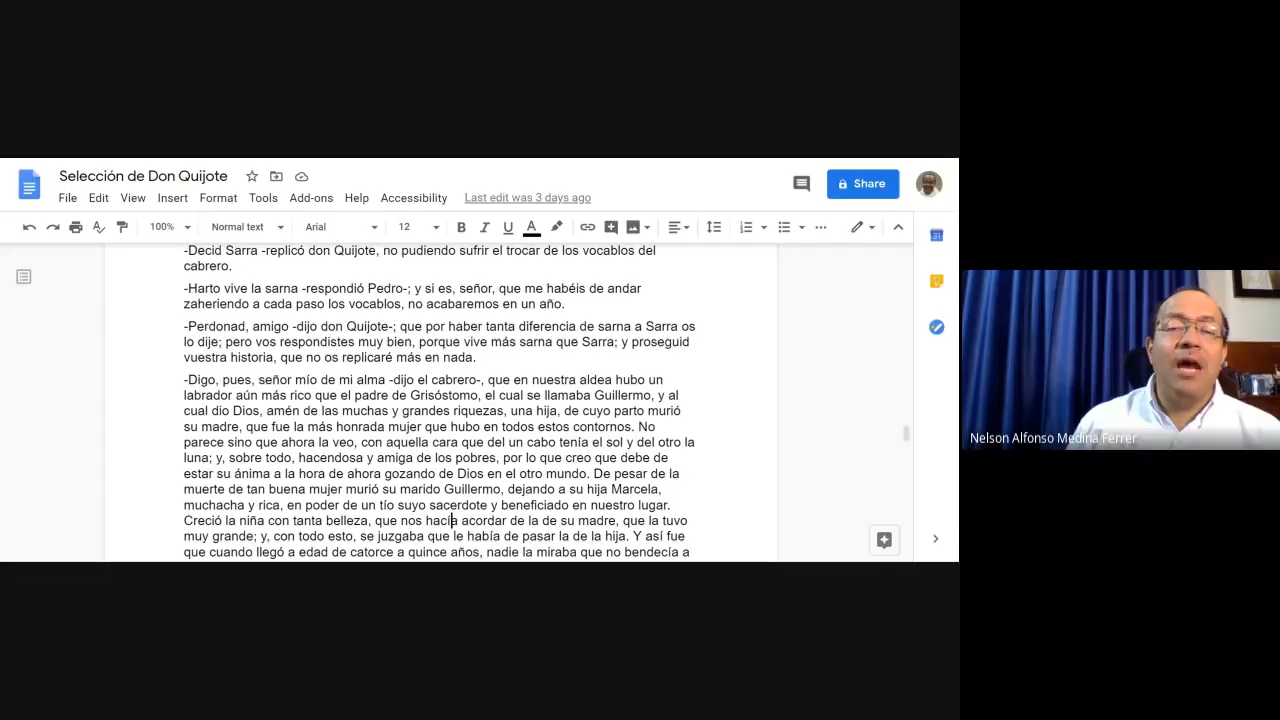 Selección de Don Quijote
File Edit View Insert Format Tools Add-ons Help Accessibility Last edit was 3 days ago
Share
100% Normal text Arial 12 B I U A
-Decid Sarra -replicó don Quijote, no pudiendo sufrir el trocar de los vocablos del
cabrero.
-Harto vive la sarna -respondió Pedro-; y si es, señor, que me habéis de andar
zaheriendo a cada paso los vocablos, no acabaremos en un año.
-Perdonad, amigo -dijo don Quijote-; que por haber tanta diferencia de sarna a Sarra os
lo dije; pero vos respondistes muy bien, porque vive más sarna que Sarra; y proseguid
vuestra historia, que no os replicaré más en nada.
-Digo, pues, señor mío de mi alma -dijo el cabrero-, que en nuestra aldea hubo un
labrador aún más rico que el padre de Grisóstomo, el cual se llamaba Guillermo, y al
cual dio Dios, amén de las muchas y grandes riquezas, una hija, de cuyo parto murió
su madre, que fue la más honrada mujer que hubo en todos estos contornos. No
parece sino que ahora la veo, con aquella cara que del un cabo tenía el sol y del otro la
luna; y, sobre todo, hacendosa y amiga de los pobres, por lo que creo que debe de
estar su ánima a la hora de ahora gozando de Dios en el otro mundo. De pesar de la
muerte de tan buena mujer murió su marido Guillermo, dejando a su hija Marcela,
muchacha y rica, en poder de un tío suyo sacerdote y beneficiado en nuestro lugar.
Creció la niña con tanta belleza, que nos hacía acordar de la de su madre, que la tuvo
muy grande; y, con todo esto, se juzgaba que le había de pasar la de la hija. Y así fue
que cuando llegó a edad de catorce a quince años, nadie la miraba que no bendecía a
31
Nelson Alfonso Medina Ferrer